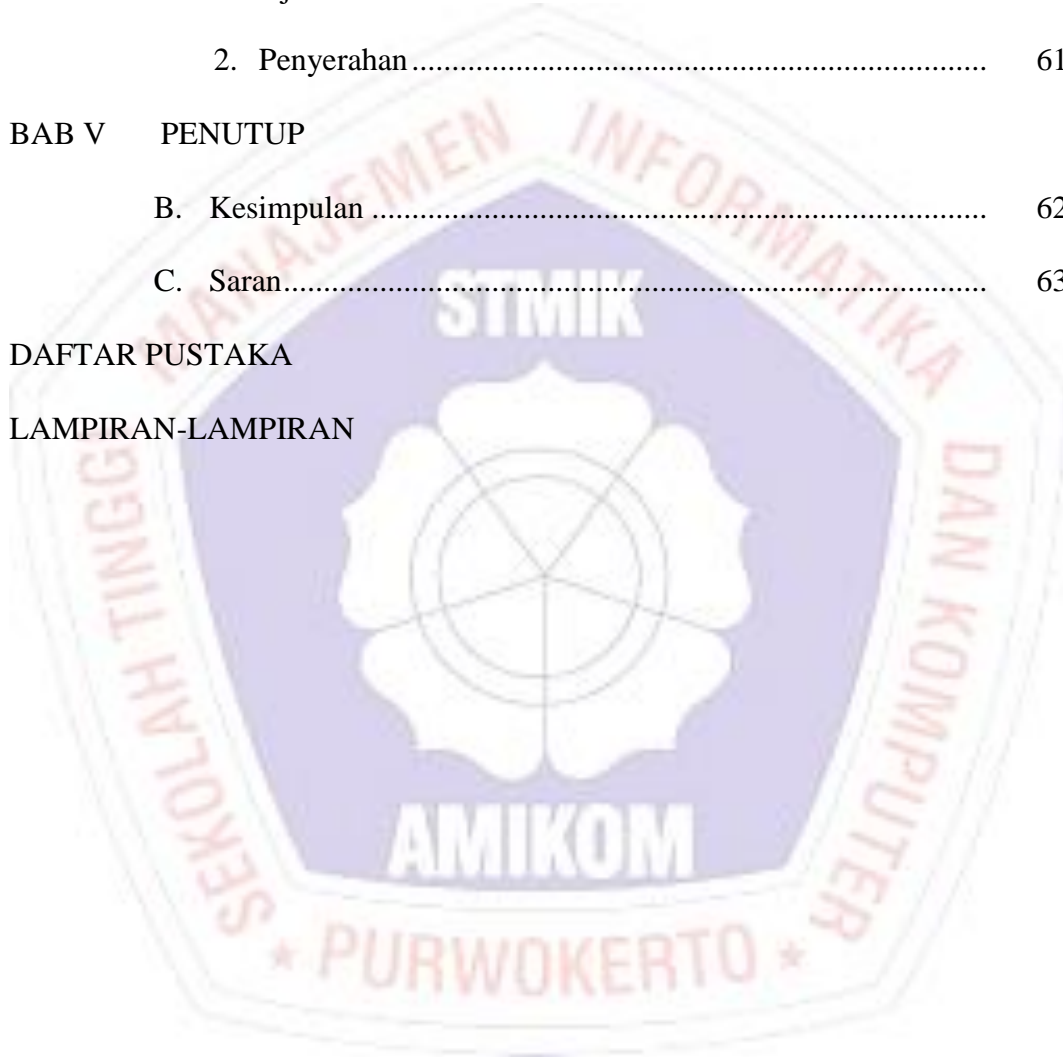 2. Penyerahan ........................................................................ 61
BAB V PENUTUP
B. Kesimpulan ............................................................................. 62
C. Saran........................................................................................ 63
DAFTAR PUSTAKA
LAMPIRAN-LAMPIRAN
SEKOLAH TINGGI MANAJEMEN INFORMATIKA DAN KOMPUTER
STMIK
AMIKOM
* PURWOKERTO *